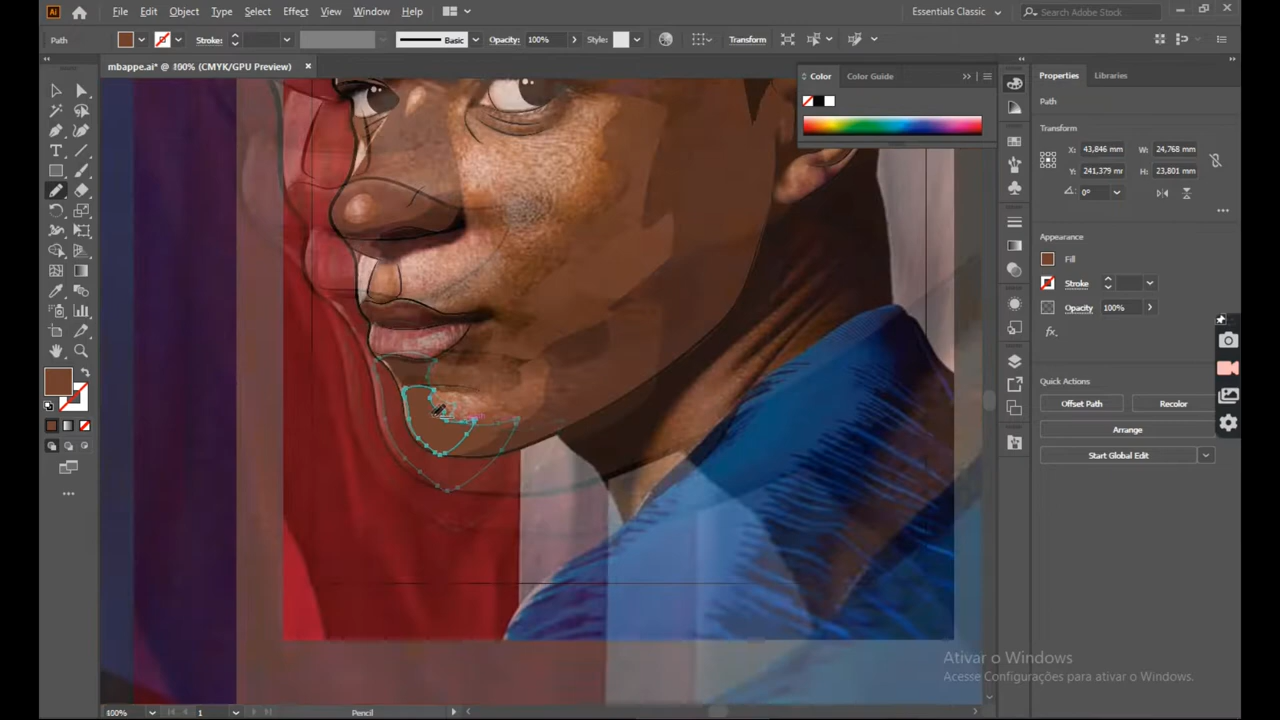 Ai File Edit Object Type Select Effect View Window Help Essentials Classic Search Adobe Stock
Path Stroke: Basic Opacity: 100% Style: Transform
mbappe.ai* @ 400% (CMYK/GPU Preview) ×
Color Color Guide
Properties Libraries
Path
Transform
X: 43,846 mm W: 24,768 mm
Y: 241,379 mm H: 23,801 mm
0°
Appearance
Fill
Stroke
Opacity 100%
fx.
Quick Actions
Offset Path Recolor
Arrange
Start Global Edit
Ativar o Windows
Acesse Configurações para ativar o Windows.
400% 1 Pencil